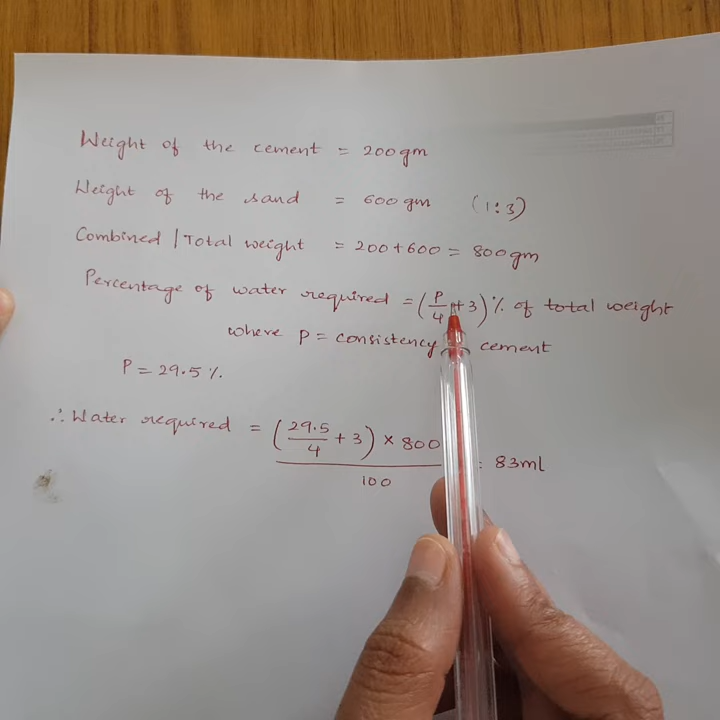 Weight of the cement = 200gm
Weight of the sand = 600gm (1:3)
Combined / Total weight = 200+600 = 800gm
Percentage of water required = (P/4 +3)% of total weight
where P = consistency cement
P = 29.5%
∴ Water required = (29.5/4 + 3) × 800 / 100 = 83ml